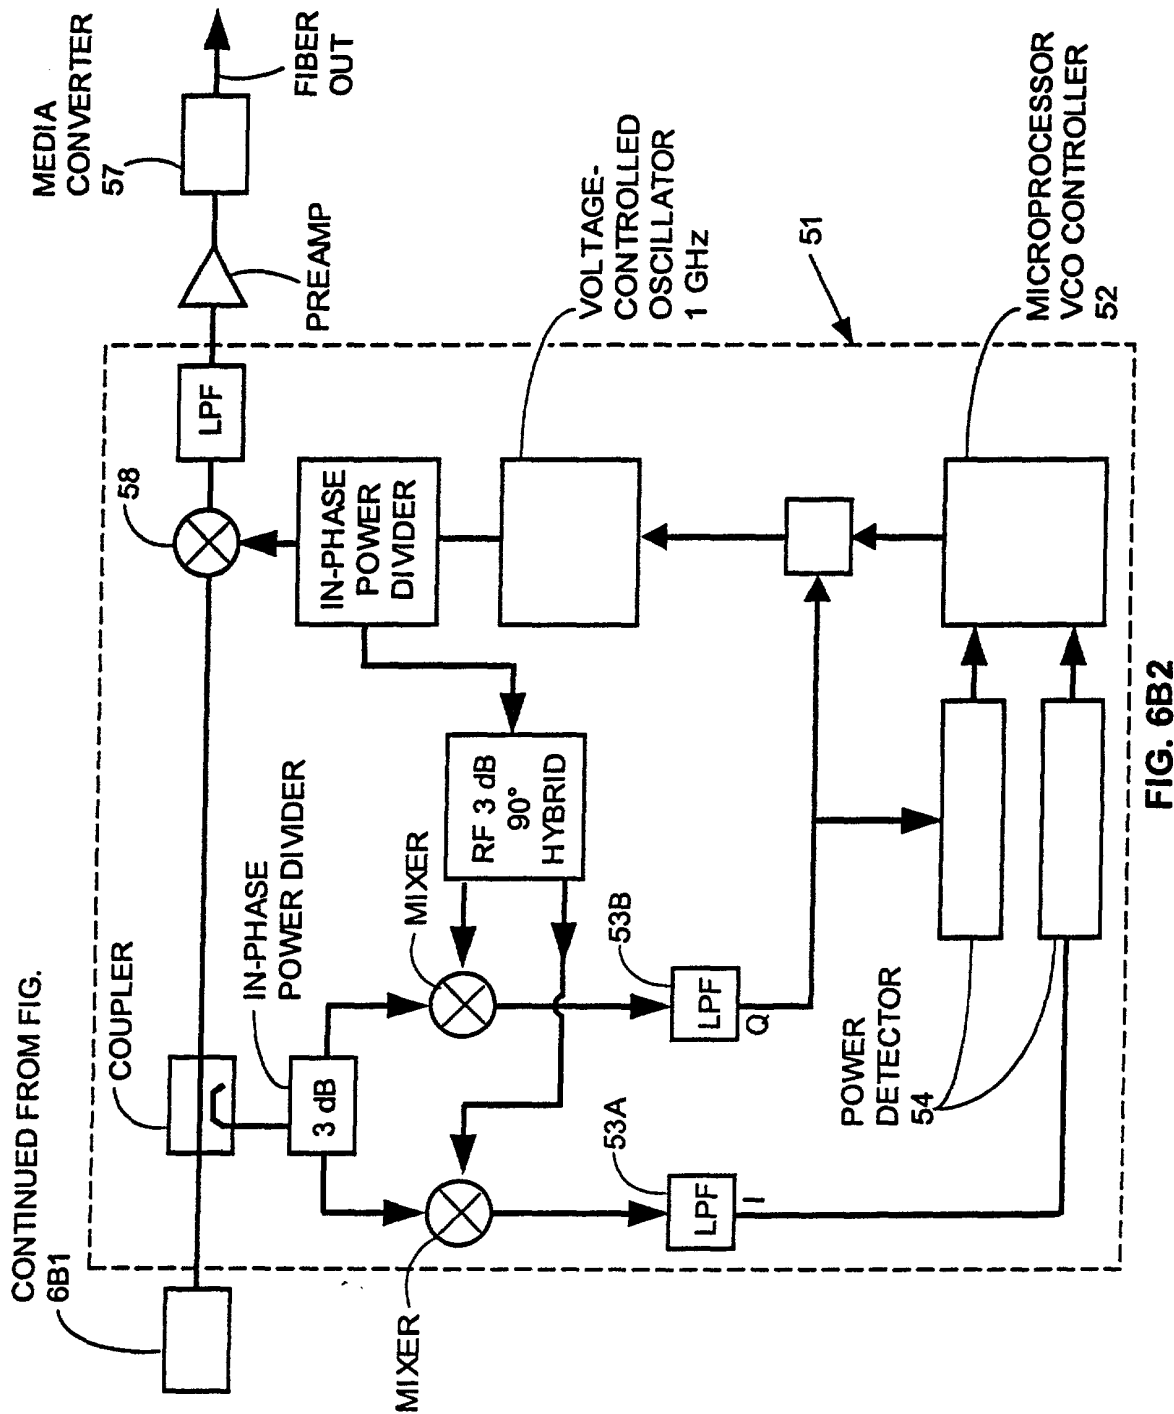 CONTINUED FROM FIG.
6B1
COUPLER
58
LPF
MEDIA
CONVERTER
57
FIBER
OUT
PREAMP
IN-PHASE
POWER DIVIDER
3 dB
MIXER
MIXER
RF 3 dB
90°
HYBRID
IN-PHASE
POWER
DIVIDER
VOLTAGE-
CONTROLLED
OSCILLATOR
1 GHz
53A
LPF
I
53B
LPF
Q
51
POWER
DETECTOR
54
MICROPROCESSOR
VCO CONTROLLER
52
FIG. 6B2